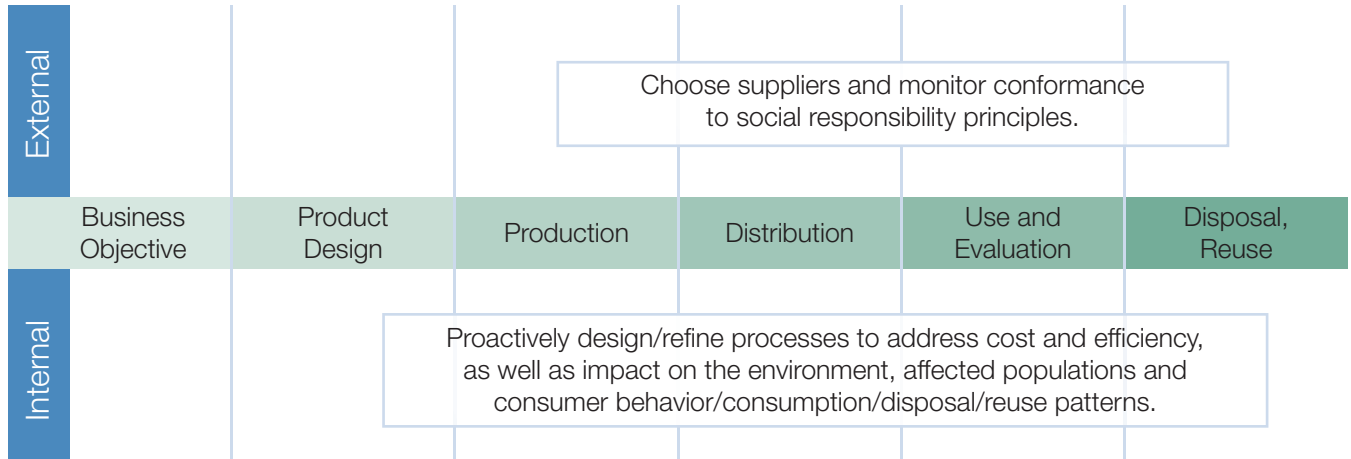 External
Choose suppliers and monitor conformance
to social responsibility principles.
Business
Objective
Product
Design
Production
Distribution
Use and
Evaluation
Disposal,
Reuse
Internal
Proactively design/refine processes to address cost and efficiency,
as well as impact on the environment, affected populations and
consumer behavior/consumption/disposal/reuse patterns.